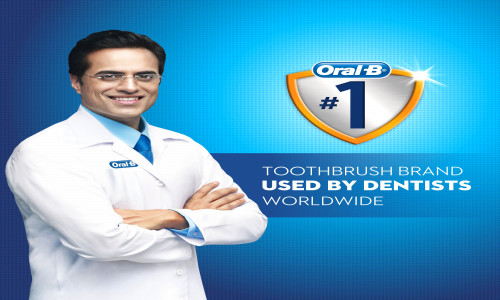 Oral-B
#1
Oral-B
TOOTHBRUSH BRAND
USED BY DENTISTS
WORLDWIDE